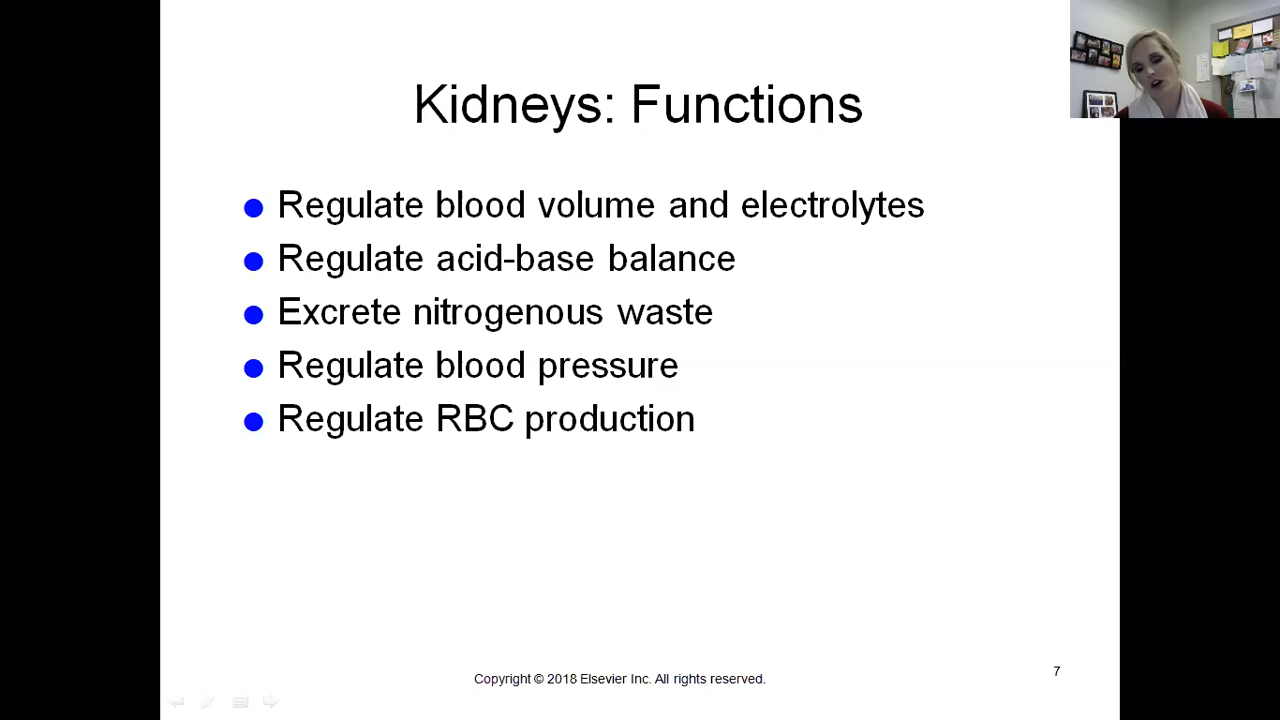 Kidneys: Functions
Regulate blood volume and electrolytes
Regulate acid-base balance
Excrete nitrogenous waste
Regulate blood pressure
Regulate RBC production
Copyright © 2018 Elsevier Inc. All rights reserved.
7